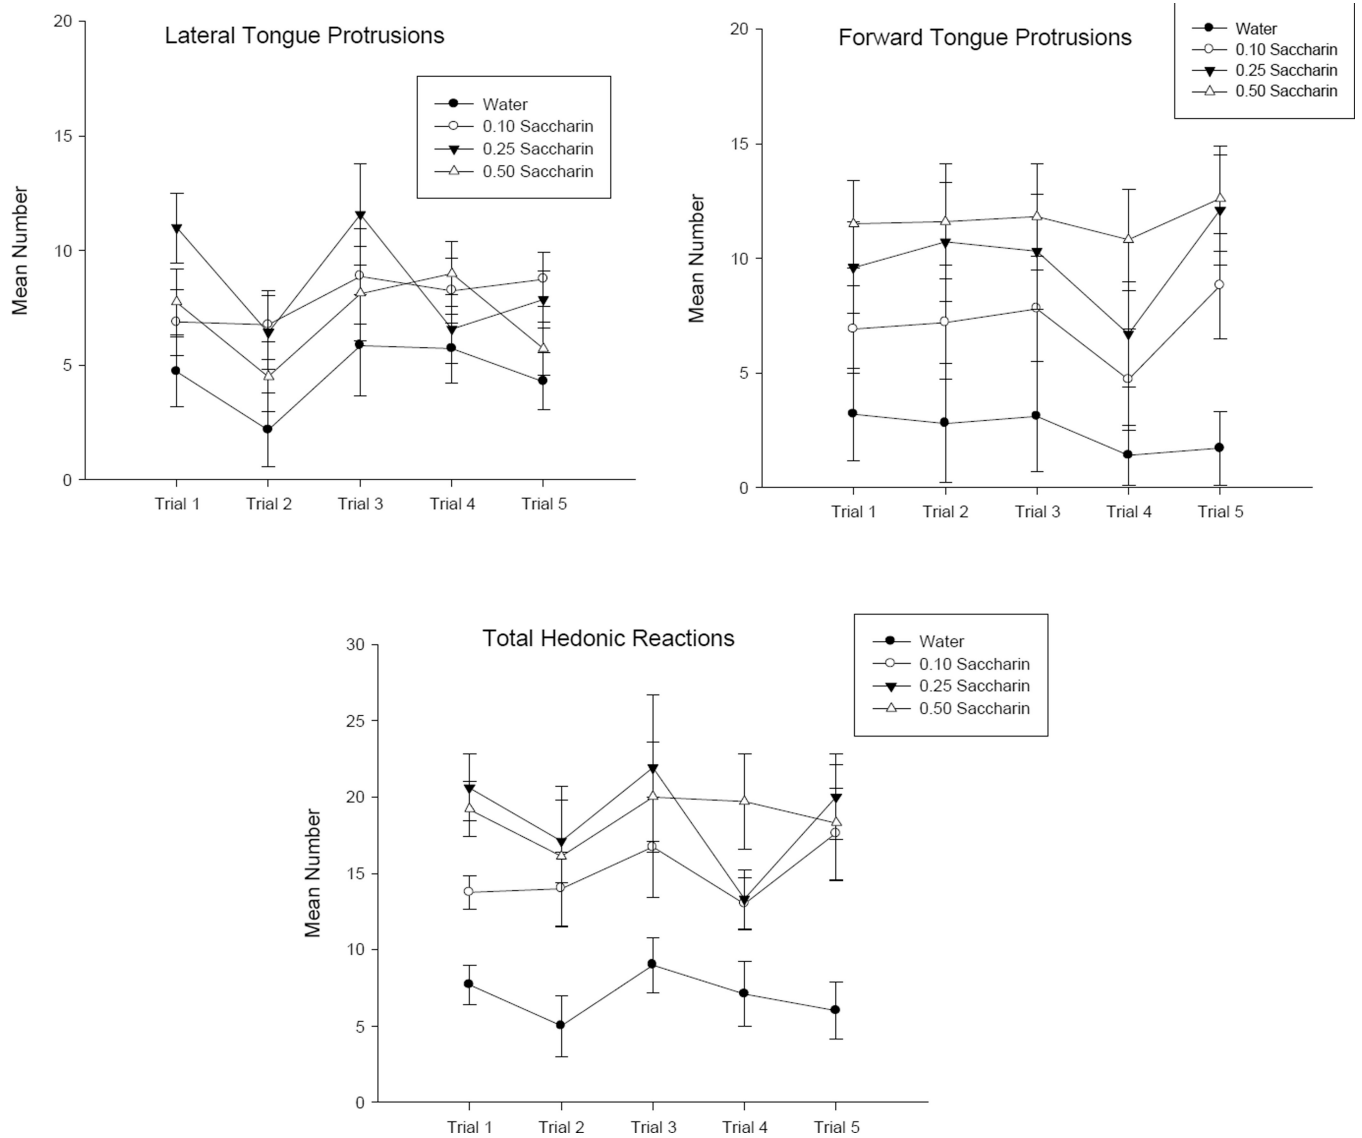 Lateral Tongue Protrusions
Mean Number
20
15
10
5
0
Water
0.10 Saccharin
0.25 Saccharin
0.50 Saccharin
Trial 1 Trial 2 Trial 3 Trial 4 Trial 5
Forward Tongue Protrusions
Mean Number
20
15
10
5
0
Water
0.10 Saccharin
0.25 Saccharin
0.50 Saccharin
Trial 1 Trial 2 Trial 3 Trial 4 Trial 5
Total Hedonic Reactions
Mean Number
30
25
20
15
10
5
0
Water
0.10 Saccharin
0.25 Saccharin
0.50 Saccharin
Trial 1 Trial 2 Trial 3 Trial 4 Trial 5